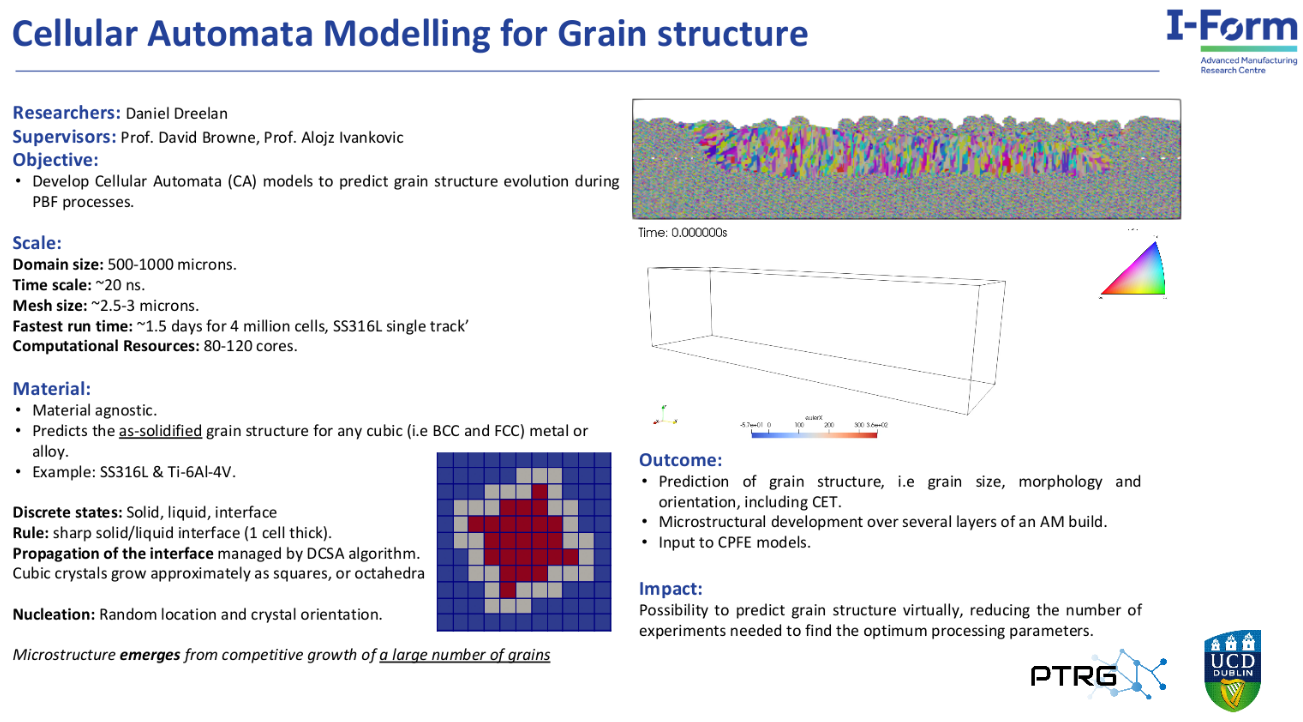 Cellular Automata Modelling for Grain structure
I-Form
Advanced Manufacturing
Research Centre
Researchers: Daniel Dreelan
Supervisors: Prof. David Browne, Prof. Alojz Ivankovic
Objective:
• Develop Cellular Automata (CA) models to predict grain structure evolution during
PBF processes.
Scale:
Domain size: 500-1000 microns.
Time scale: ~20 ns.
Mesh size: ~2.5-3 microns.
Fastest run time: ~1.5 days for 4 million cells, SS316L single track’
Computational Resources: 80-120 cores.
Material:
• Material agnostic.
• Predicts the as-solidified grain structure for any cubic (i.e BCC and FCC) metal or
alloy.
• Example: SS316L & Ti-6Al-4V.
Discrete states: Solid, liquid, interface
Rule: sharp solid/liquid interface (1 cell thick).
Propagation of the interface managed by DCSA algorithm.
Cubic crystals grow approximately as squares, or octahedra
Nucleation: Random location and crystal orientation.
Microstructure emerges from competitive growth of a large number of grains
Time: 0.000000s
eulerX
-5.7e+01 0 100 200 300 3.6e+02
Outcome:
• Prediction of grain structure, i.e grain size, morphology and
orientation, including CET.
• Microstructural development over several layers of an AM build.
• Input to CPFE models.
Impact:
Possibility to predict grain structure virtually, reducing the number of
experiments needed to find the optimum processing parameters.
PTRG
UCD
DUBLIN